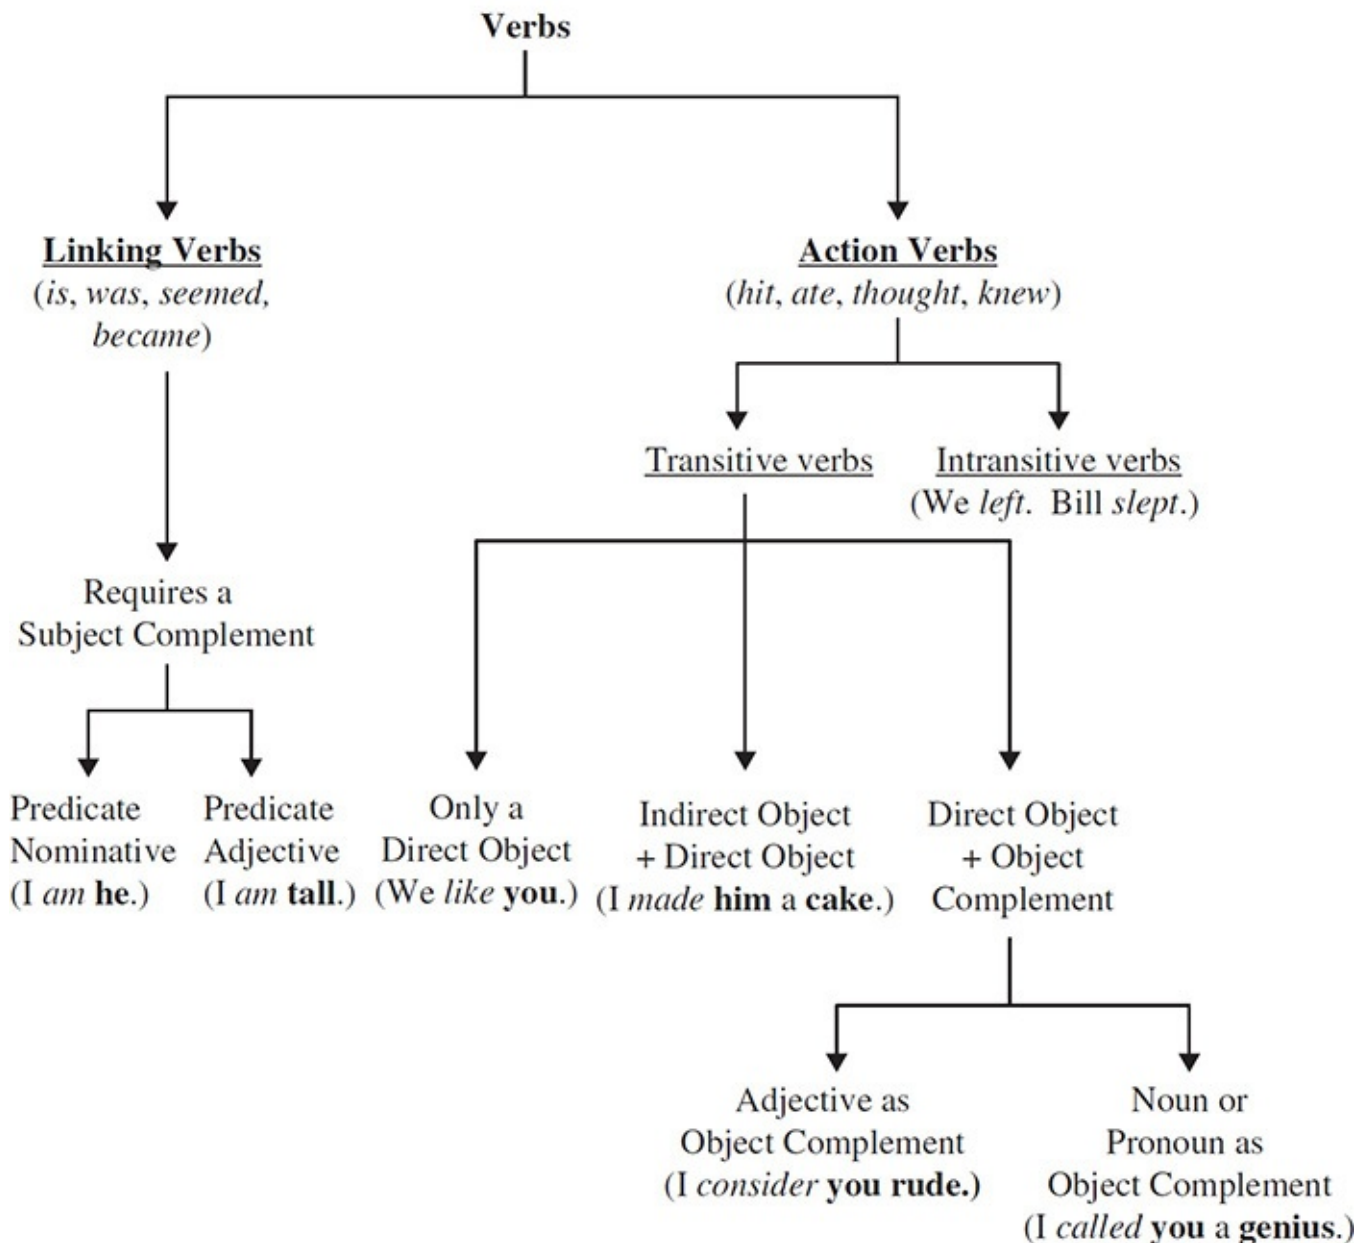 Verbs
Linking Verbs
(is, was, seemed,
became)
Action Verbs
(hit, ate, thought, knew)
Transitive verbs
Intransitive verbs
(We left. Bill slept.)
Requires a
Subject Complement
Predicate
Nominative
(I am he.)
Predicate
Adjective
(I am tall.)
Only a
Direct Object
(We like you.)
Indirect Object
+ Direct Object
(I made him a cake.)
Direct Object
+ Object
Complement
Adjective as
Object Complement
(I consider you rude.)
Noun or
Pronoun as
Object Complement
(I called you a genius.)